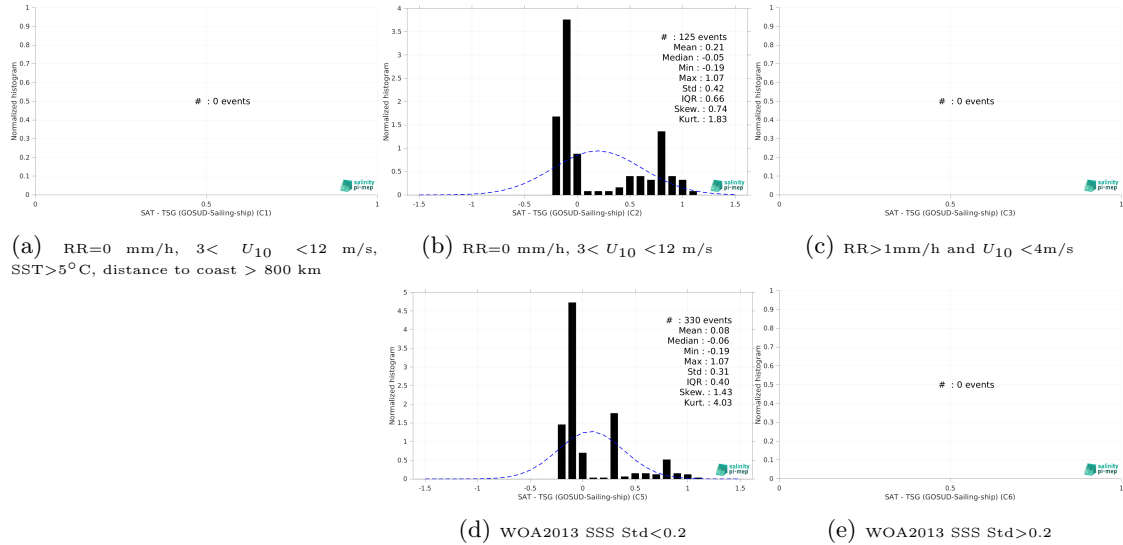 1
0.9
0.8
0.7
0.6
0.5
0.4
0.3
0.2
0.1
0
Normalized histogram
# : 0 events
salinity
pi-mep
0 0.5 1
SAT - TSG (GOSUD-Sailing-ship) (C1)
(a) RR=0 mm/h, 3< U10 <12 m/s,
SST>5°C, distance to coast > 800 km
4
3.5
3
2.5
2
1.5
1
0.5
0
Normalized histogram
# : 125 events
Mean : 0.21
Median : -0.05
Min : -0.19
Max : 1.07
Std : 0.42
IQR : 0.66
Skew. : 0.74
Kurt. : 1.83
salinity
pi-mep
-1.5 -1 -0.5 0 0.5 1 1.5
SAT - TSG (GOSUD-Sailing-ship) (C2)
(b) RR=0 mm/h, 3< U10 <12 m/s
1
0.9
0.8
0.7
0.6
0.5
0.4
0.3
0.2
0.1
0
Normalized histogram
# : 0 events
salinity
pi-mep
0 0.5 1
SAT - TSG (GOSUD-Sailing-ship) (C3)
(c) RR>1mm/h and U10 <4m/s
5
4.5
4
3.5
3
2.5
2
1.5
1
0.5
0
Normalized histogram
# : 330 events
Mean : 0.08
Median : -0.06
Min : -0.19
Max : 1.07
Std : 0.31
IQR : 0.40
Skew. : 1.43
Kurt. : 4.03
salinity
pi-mep
-1.5 -1 -0.5 0 0.5 1 1.5
SAT - TSG (GOSUD-Sailing-ship) (C5)
(d) WOA2013 SSS Std<0.2
1
0.9
0.8
0.7
0.6
0.5
0.4
0.3
0.2
0.1
0
Normalized histogram
# : 0 events
salinity
pi-mep
0 0.5 1
SAT - TSG (GOSUD-Sailing-ship) (C6)
(e) WOA2013 SSS Std>0.2